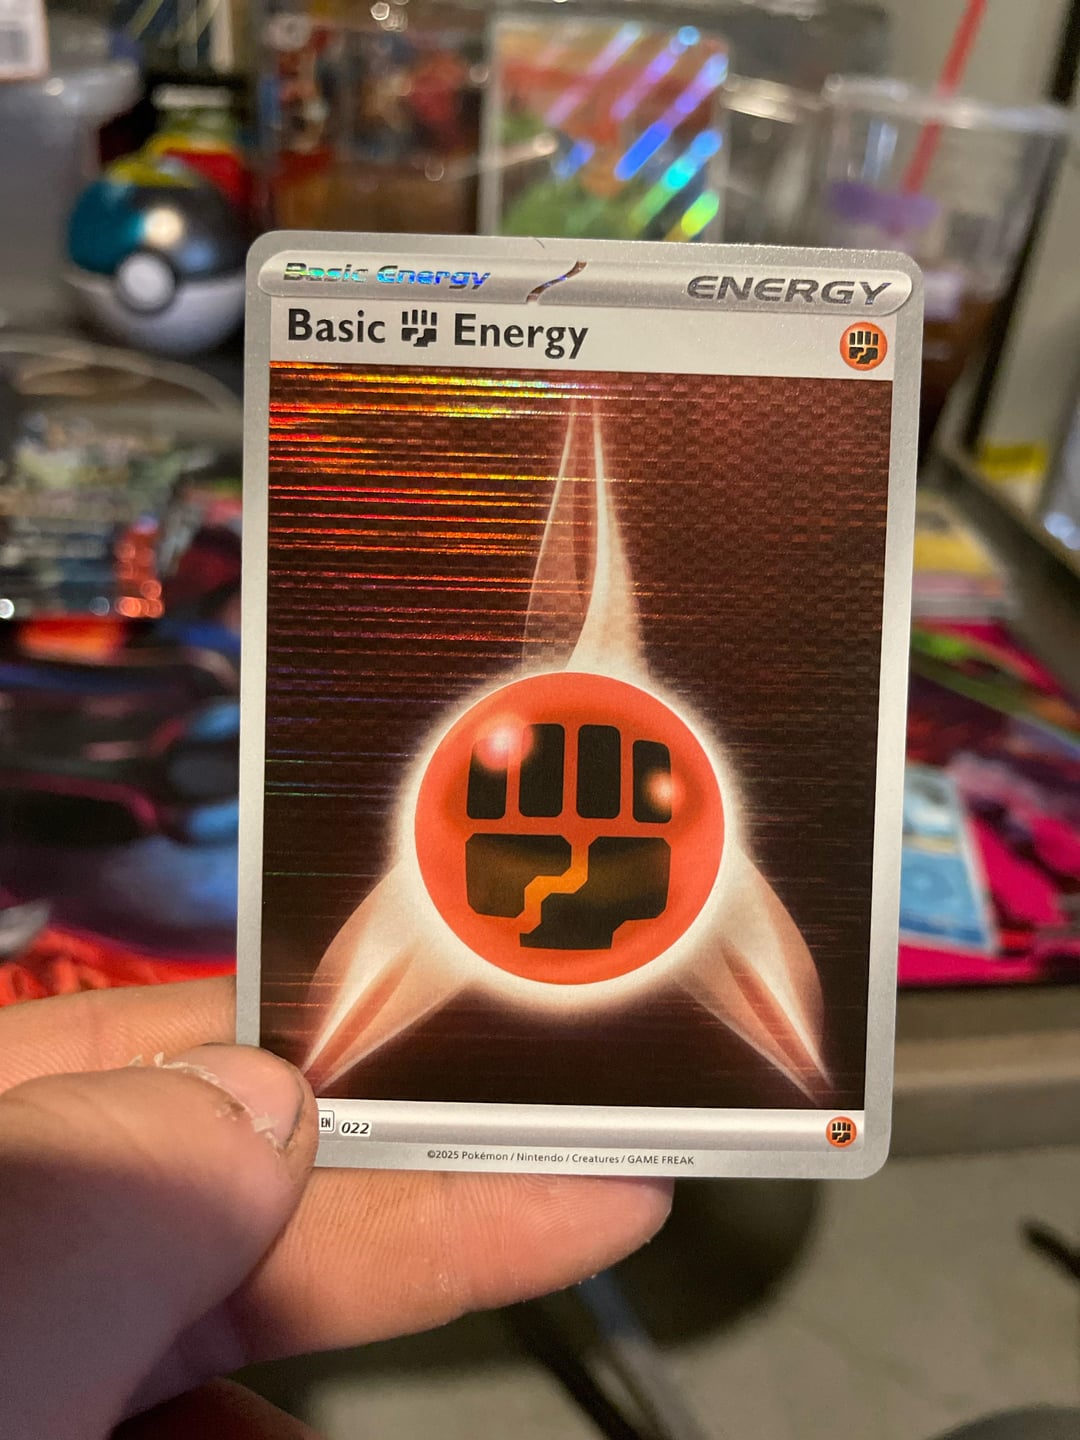 Basic Energy
ENERGY
Basic Energy
EN 022
©2025 Pokémon / Nintendo / Creatures / GAME FREAK